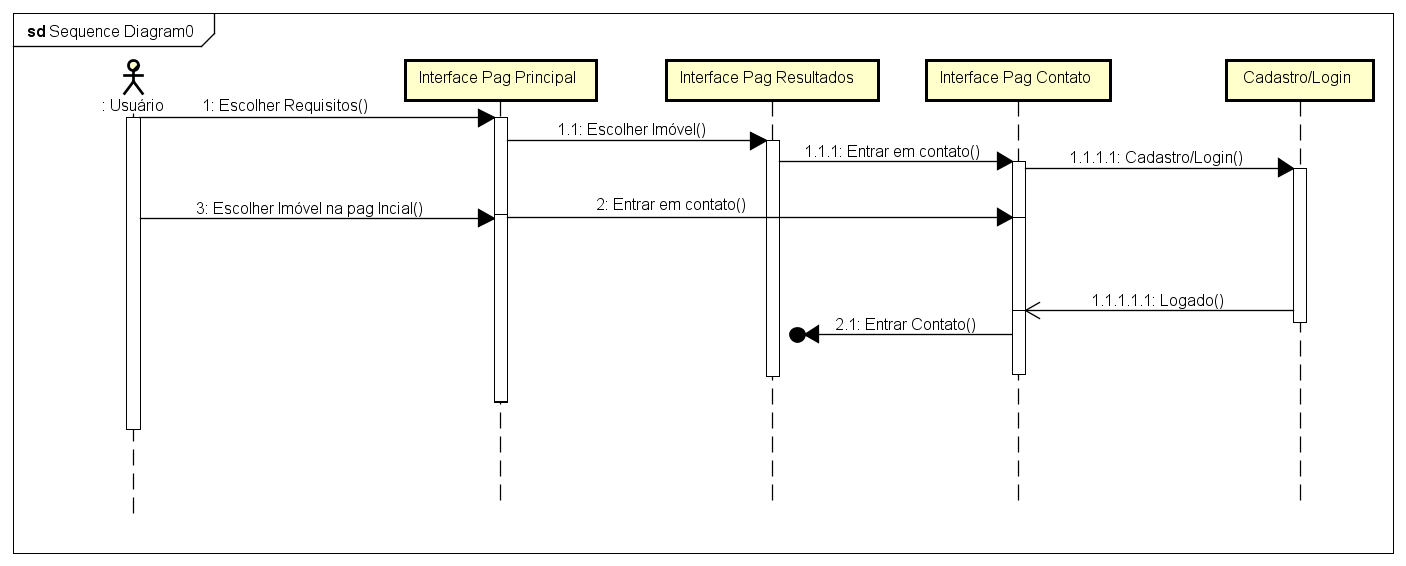 sd Sequence Diagram0
: Usuário
Interface Pag Principal
Interface Pag Resultados
Interface Pag Contato
Cadastro/Login
1: Escolher Requisitos()
1.1: Escolher Imóvel()
1.1.1: Entrar em contato()
1.1.1.1: Cadastro/Login()
3: Escolher Imóvel na pag Incial()
2: Entrar em contato()
1.1.1.1.1: Logado()
2.1: Entrar Contato()